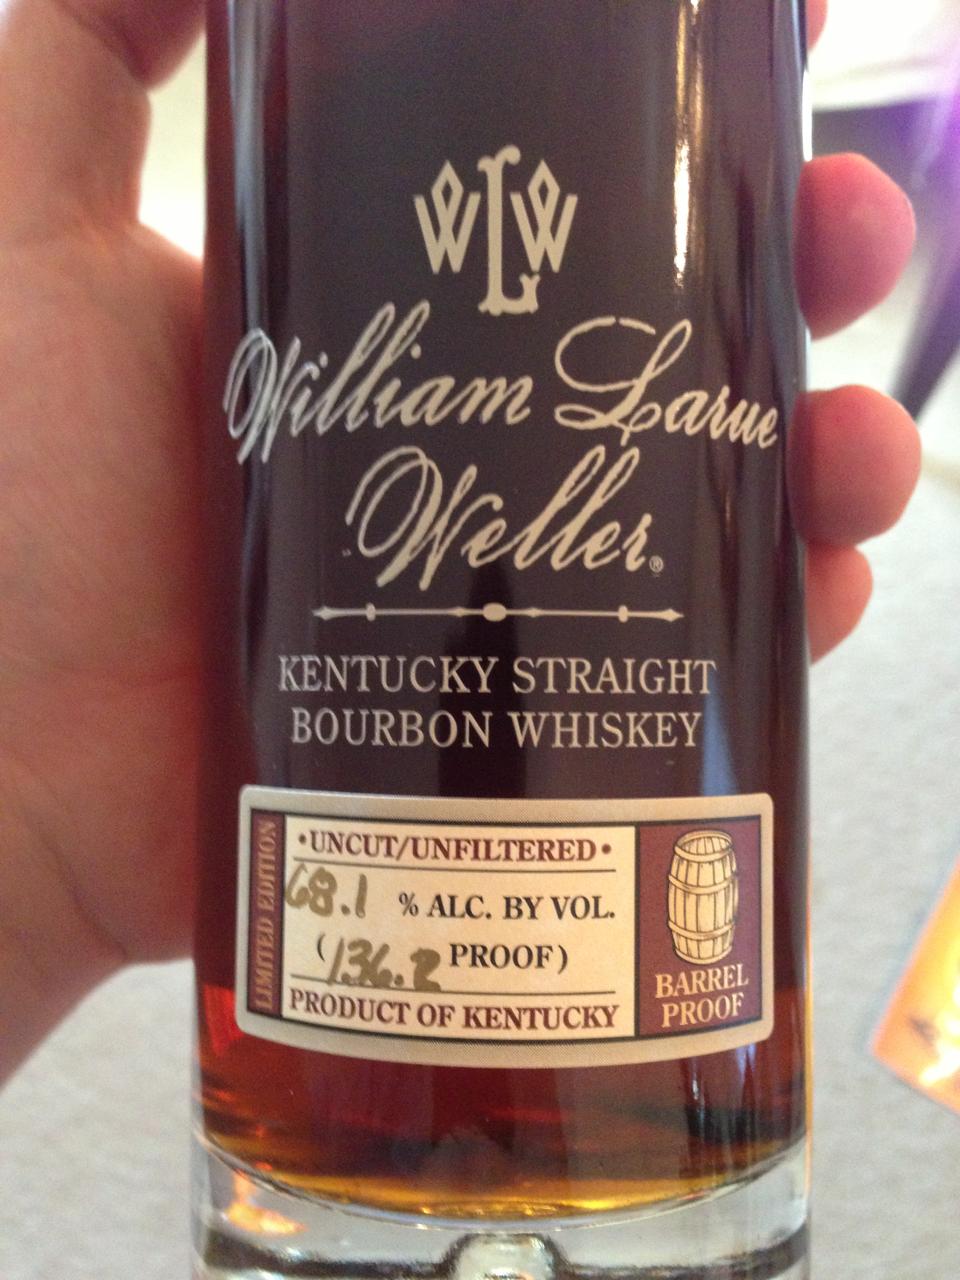 WLW
William Larue
Weller®
KENTUCKY STRAIGHT
BOURBON WHISKEY
LIMITED EDITION
•UNCUT/UNFILTERED•
68.1 % ALC. BY VOL.
(136.2 PROOF)
PRODUCT OF KENTUCKY
BARREL
PROOF